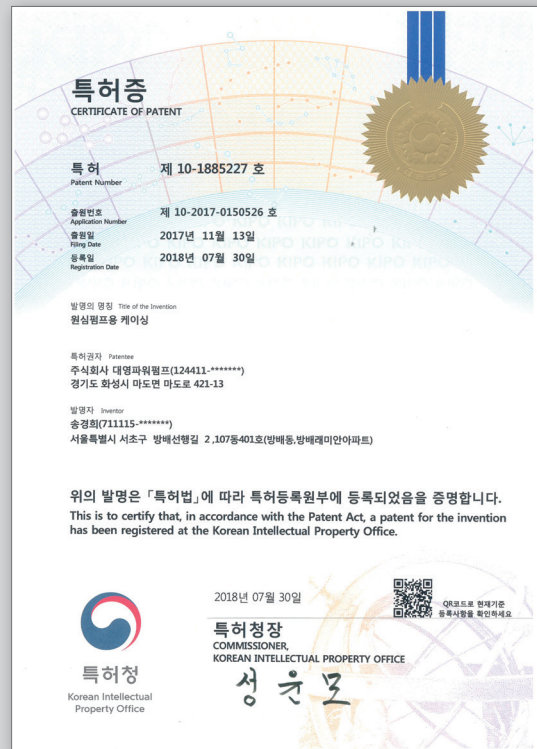 특허증
CERTIFICATE OF PATENT
특허 제 10-1885227 호
Patent Number
출원번호 제 10-2017-0150526 호
Application Number
출원일 2017년 11월 13일
Filing Date
등록일 2018년 07월 30일
Registration Date
발명의 명칭 Title of the Invention
원심펌프용 케이싱
특허권자 Patentee
주식회사 대영파워펌프(124411-*******)
경기도 화성시 마도면 마도로 421-13
발명자 Inventor
송경희(711115-*******)
서울특별시 서초구 방배선행길 2 ,107동401호(방배동,방배래미안아파트)
위의 발명은 「특허법」에 따라 특허등록원부에 등록되었음을 증명합니다.
This is to certify that, in accordance with the Patent Act, a patent for the invention
has been registered at the Korean Intellectual Property Office.
2018년 07월 30일
QR코드로 현재기준
등록사항을 확인하세요
특허청장
COMMISSIONER,
KOREAN INTELLECTUAL PROPERTY OFFICE
성윤모
특허청
Korean Intellectual
Property Office